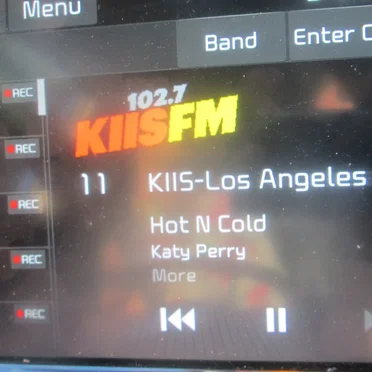 Menu
Band
Enter C
REC
102.7
KIISFM
REC
11 KIIS-Los Angeles
REC
Hot N Cold
Katy Perry
REC
More
REC